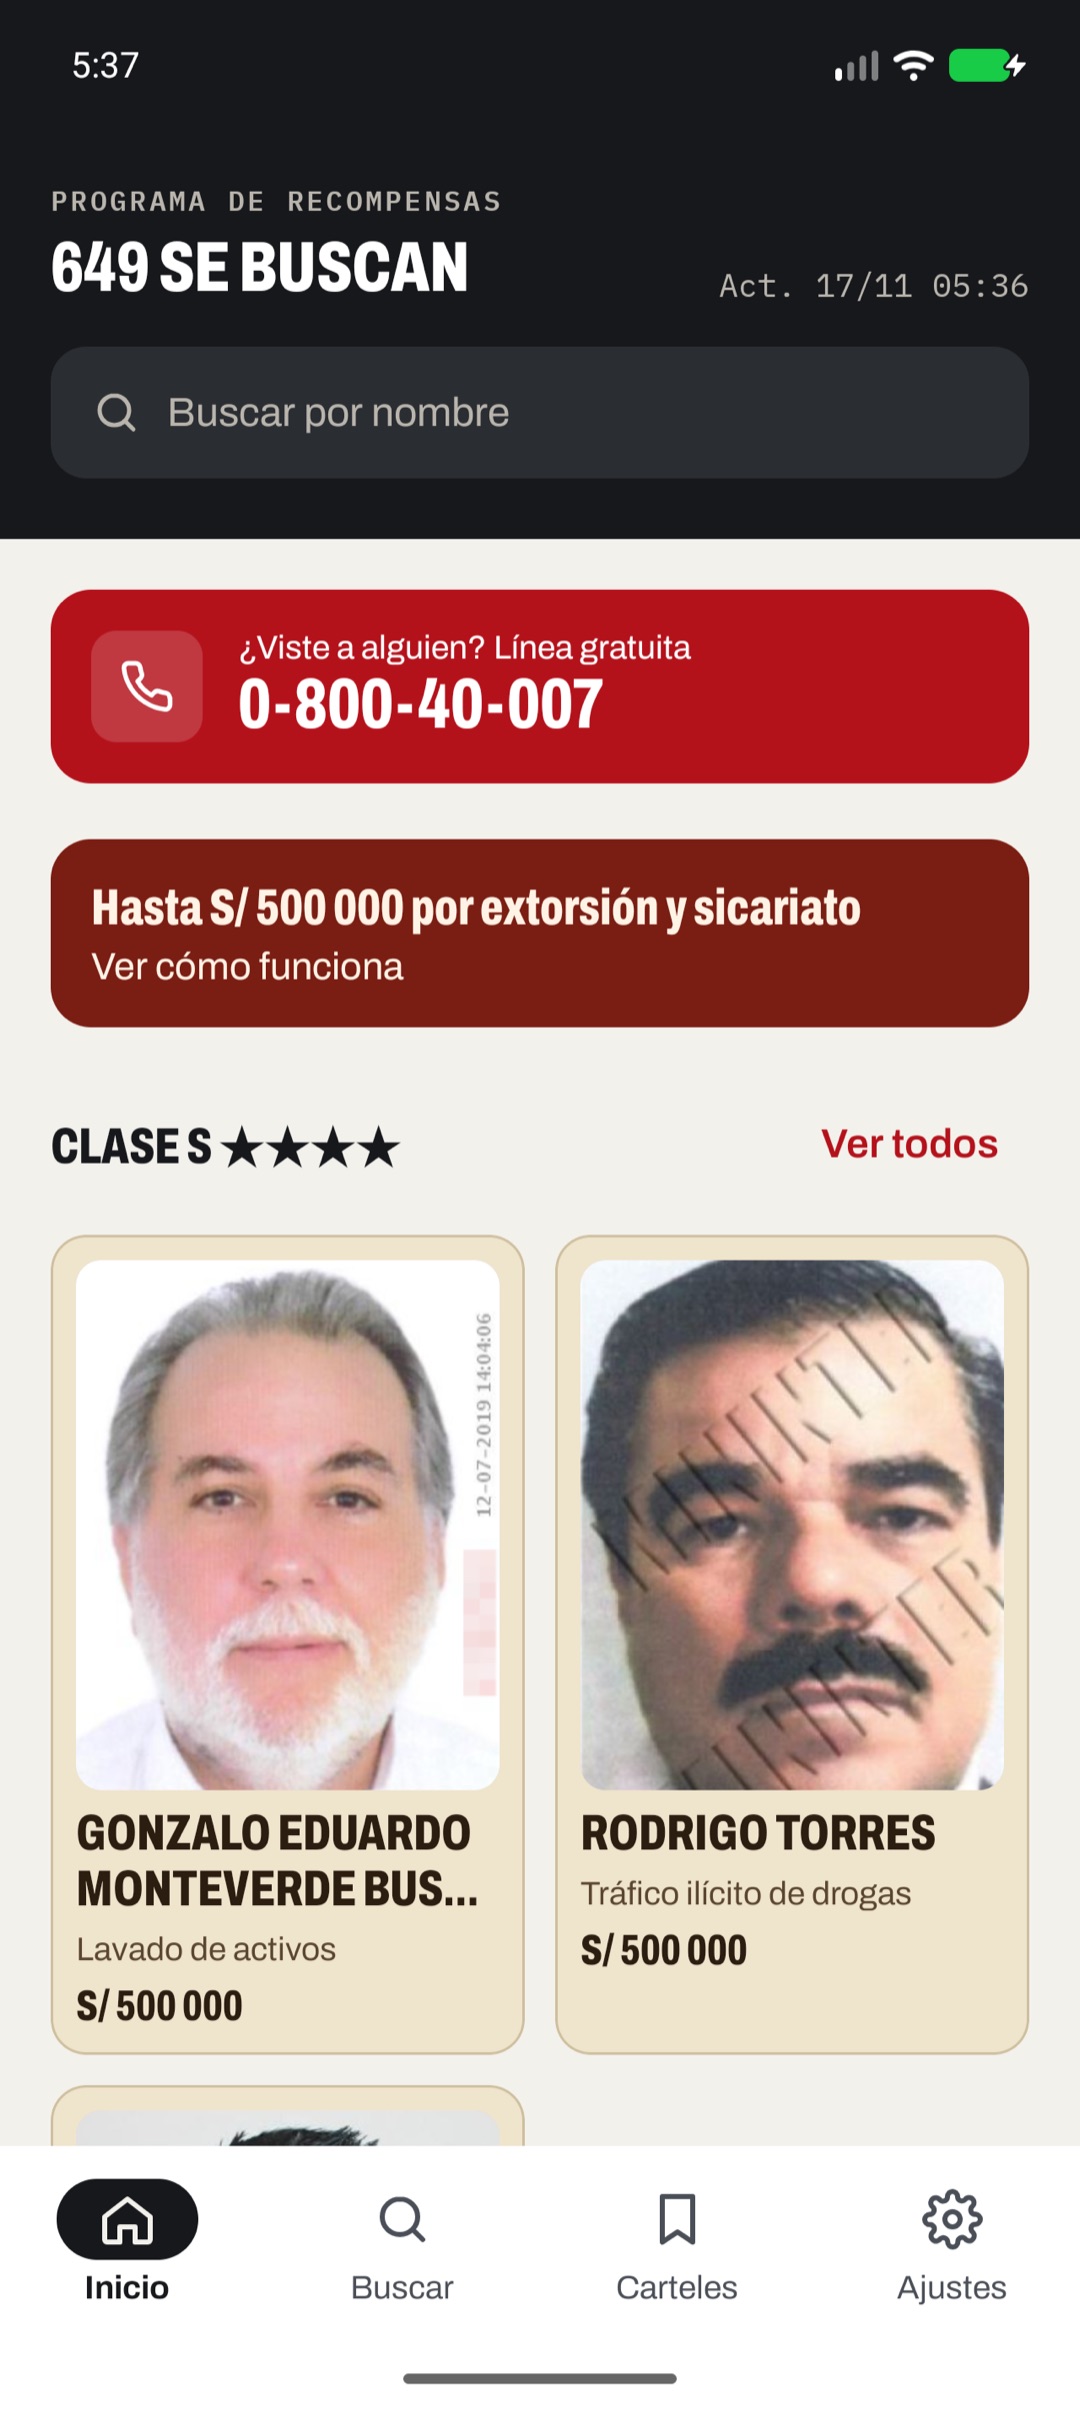 5:37
PROGRAMA DE RECOMPENSAS
649 SE BUSCAN
Act. 17/11 05:36
Buscar por nombre
¿Viste a alguien? Línea gratuita
0-800-40-007
Hasta S/ 500 000 por extorsión y sicariato
Ver cómo funciona
CLASE S ★★★★
Ver todos
12-07-2019 14:04:06
GONZALO EDUARDO
MONTEVERDE BUS...
Lavado de activos
S/ 500 000
RODRIGO TORRES
Tráfico ilícito de drogas
S/ 500 000
Inicio
Buscar
Carteles
Ajustes